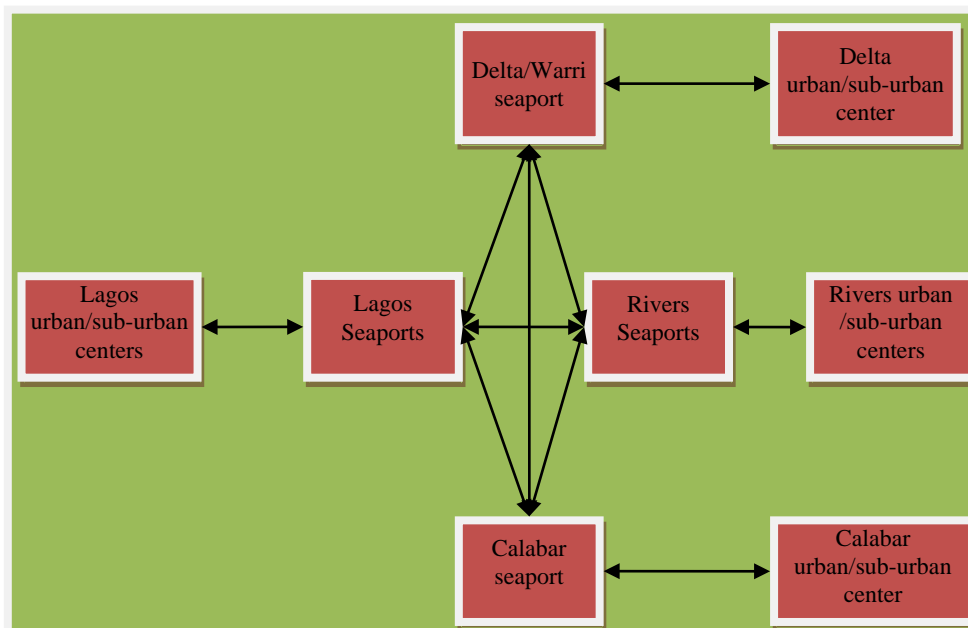 Delta/Warri
seaport
Delta
urban/sub-urban
center
Lagos
urban/sub-urban
centers
Lagos
Seaports
Rivers
Seaports
Rivers urban
/sub-urban
centers
Calabar
seaport
Calabar
urban/sub-urban
center